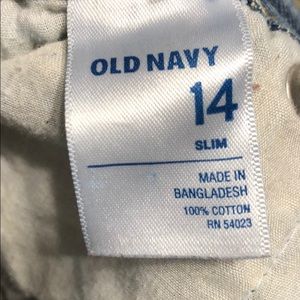 OLD NAVY
14
SLIM
MADE IN
BANGLADESH
100% COTTON
RN 54023